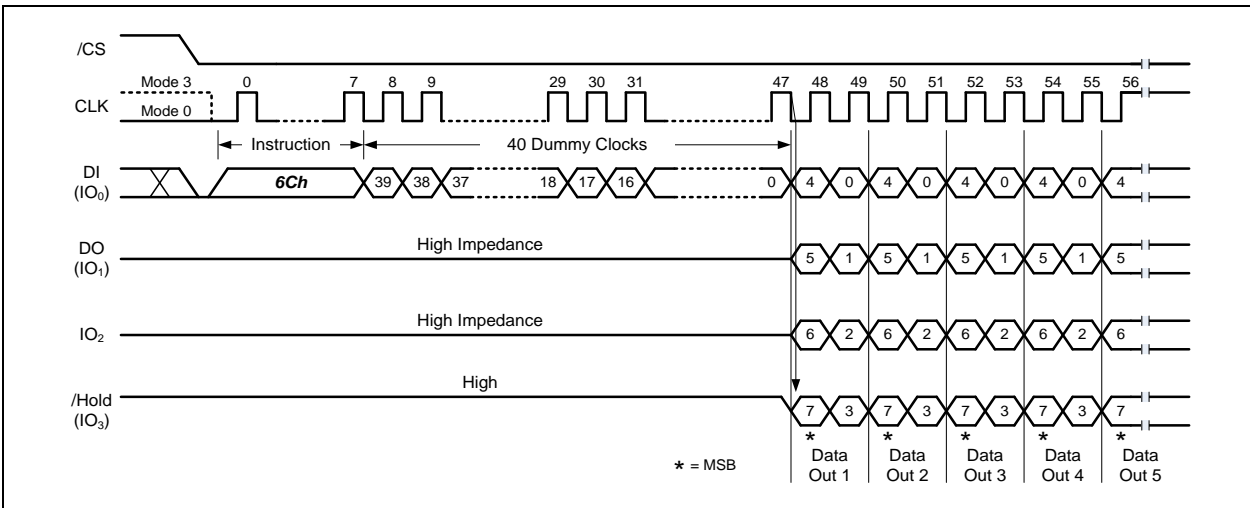 /CS
Mode 3 0 7 8 9 29 30 31 47 48 49 50 51 52 53 54 55 56
CLK
Mode 0
Instruction 40 Dummy Clocks
DI
(IO₀)
6Ch 39 38 37 18 17 16 0 4 0 4 0 4 0 4 0 4
DO
(IO₁)
High Impedance
5 1 5 1 5 1 5 1 5
IO₂
High Impedance
6 2 6 2 6 2 6 2 6
/Hold
(IO₃)
High
7 3 7 3 7 3 7 3 7
* * * * *
* = MSB
Data Data Data Data Data
Out 1 Out 2 Out 3 Out 4 Out 5